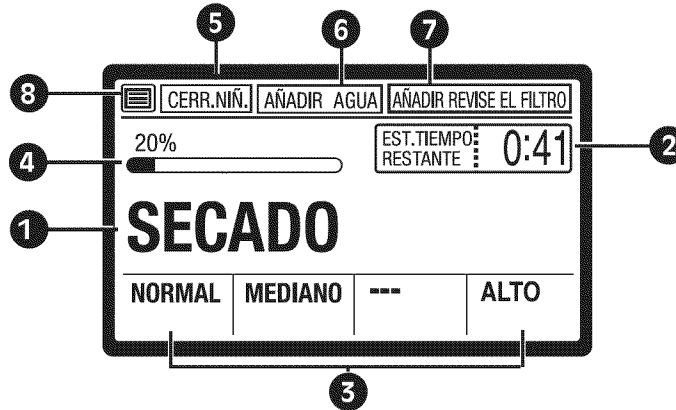 5 6 7
8 CERR.NIÑ. AÑADIR AGUA AÑADIR REVISE EL FILTRO
20% EST.TIEMPO RESTANTE 0:41 2
4
1 SECADO
NORMAL MEDIANO --- ALTO
3